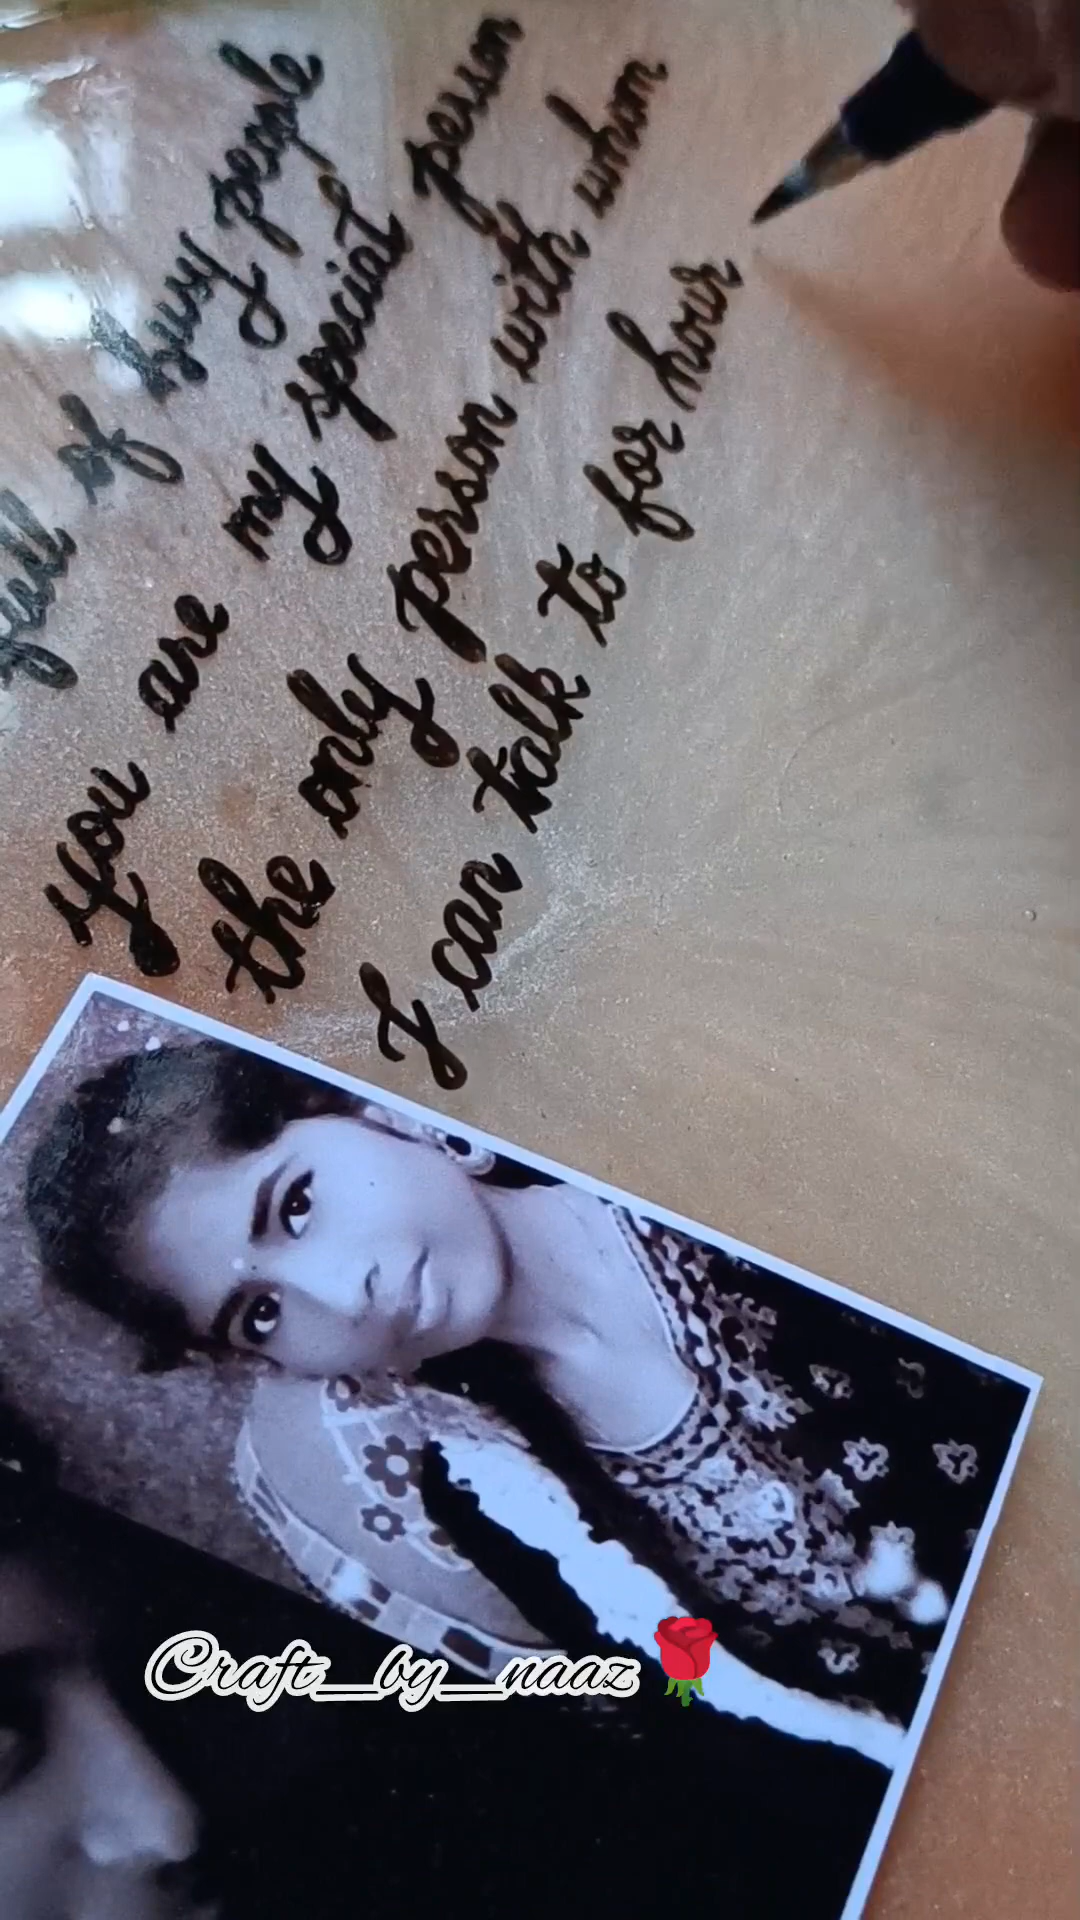 full of busy people
you are my special person
the only person with whom
I can talk to for hour
Craft__by__naaz